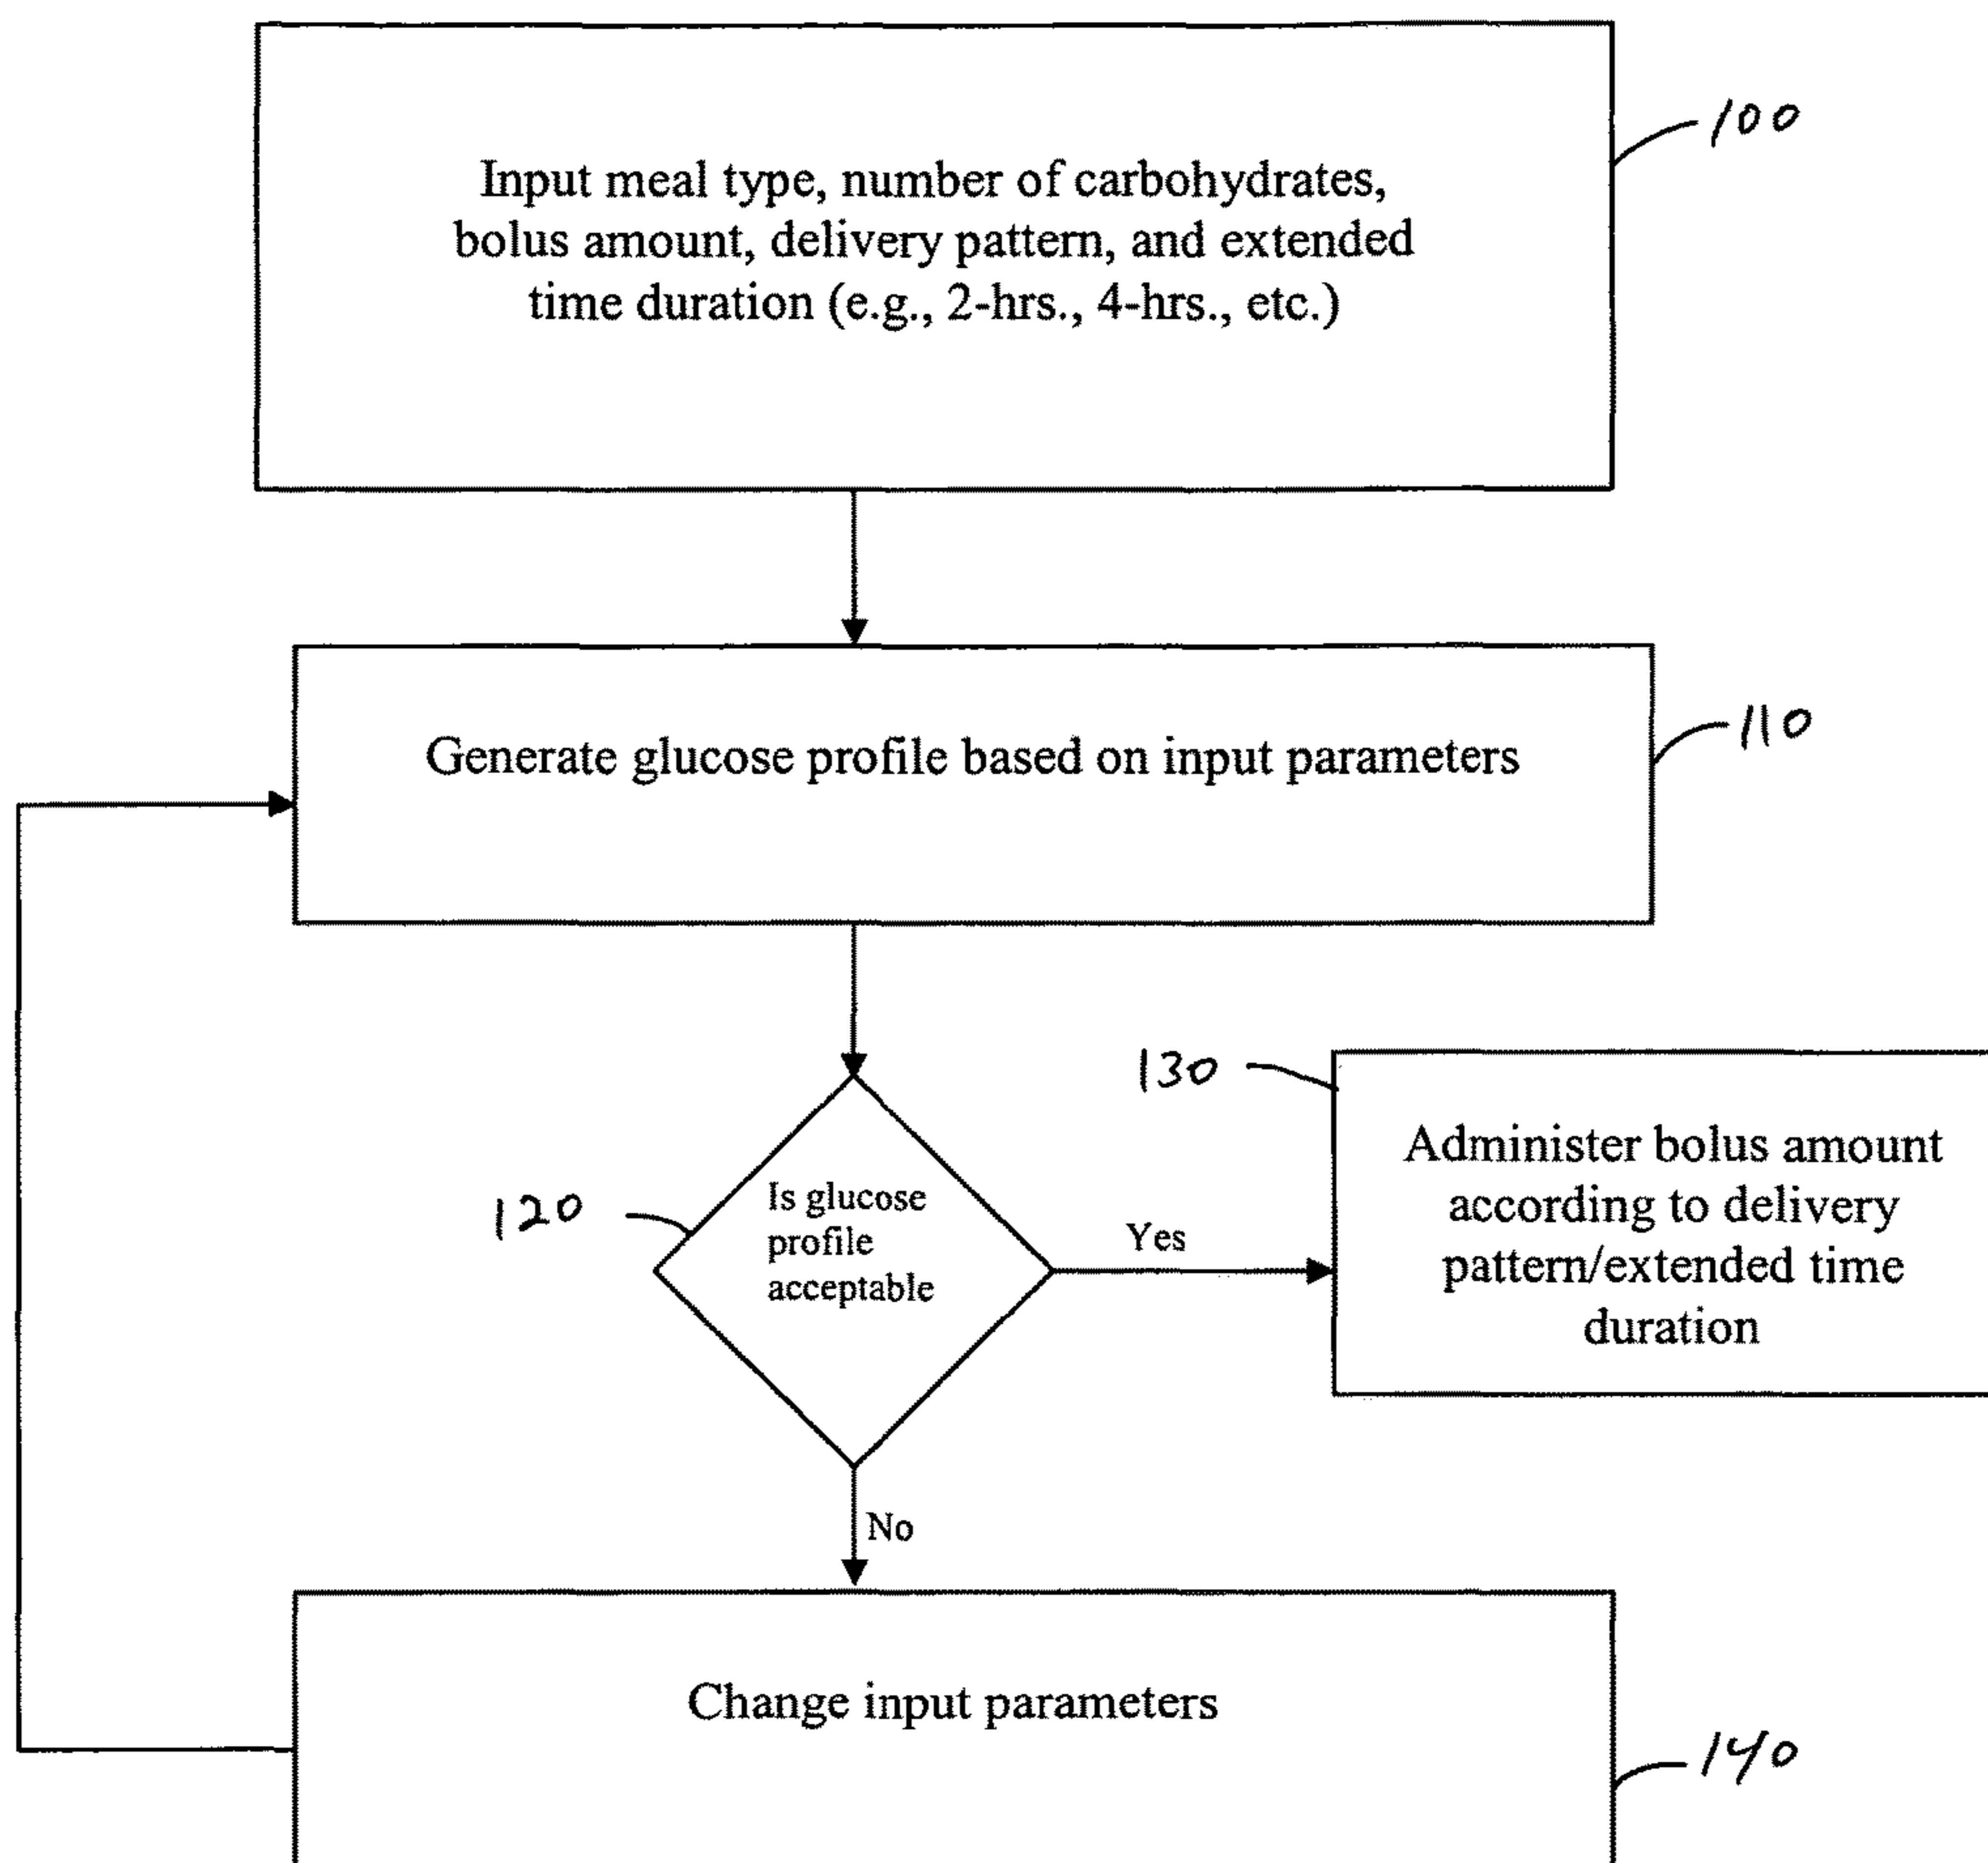 Input meal type, number of carbohydrates,
bolus amount, delivery pattern, and extended
time duration (e.g., 2-hrs., 4-hrs., etc.)
100
Generate glucose profile based on input parameters
110
120
Is glucose
profile
acceptable
Yes
130
Administer bolus amount
according to delivery
pattern/extended time
duration
No
Change input parameters
140